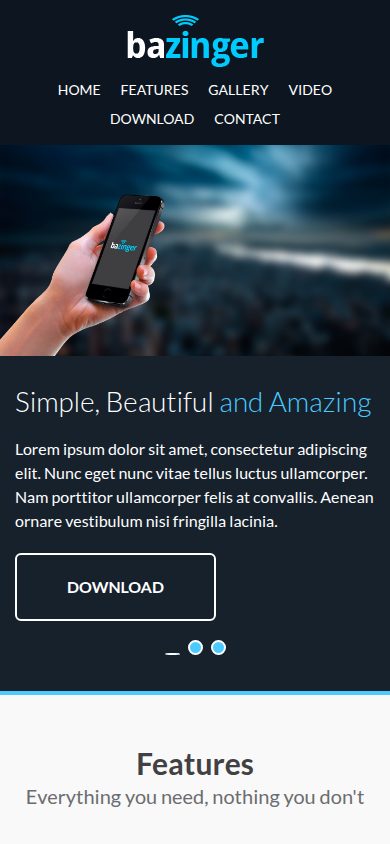 bazinger
HOME FEATURES GALLERY VIDEO
DOWNLOAD CONTACT
bazinger
Simple, Beautiful and Amazing
Lorem ipsum dolor sit amet, consectetur adipiscing
elit. Nunc eget nunc vitae tellus luctus ullamcorper.
Nam porttitor ullamcorper felis at convallis. Aenean
ornare vestibulum nisi fringilla lacinia.
DOWNLOAD
Features
Everything you need, nothing you don't